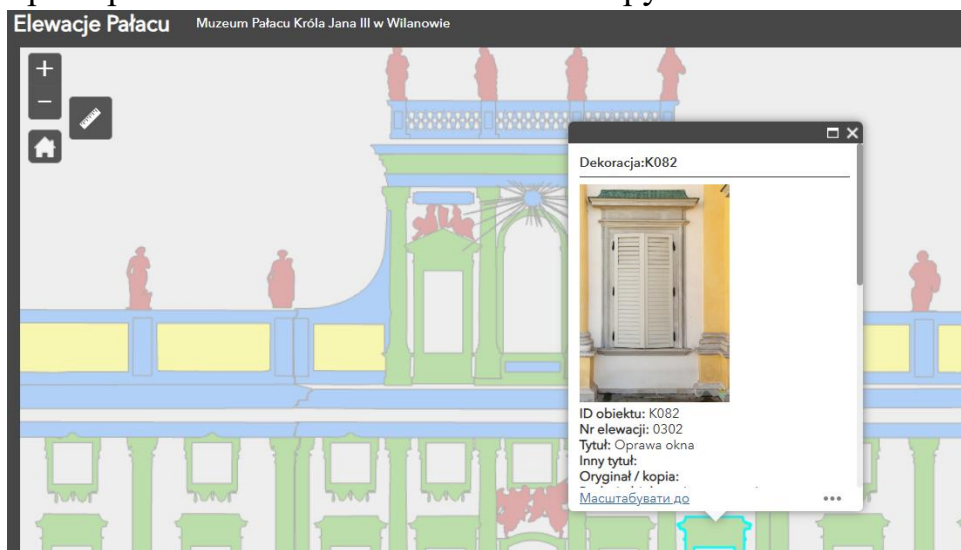 Elewacje Pałacu Muzeum Pałacu Króla Jana III w Wilanowie
Dekoracja:K082
ID obiektu: K082
Nr elewacji: 0302
Tytuł: Oprawa okna
Inny tytuł:
Oryginał / kopia:
Масштабувати до